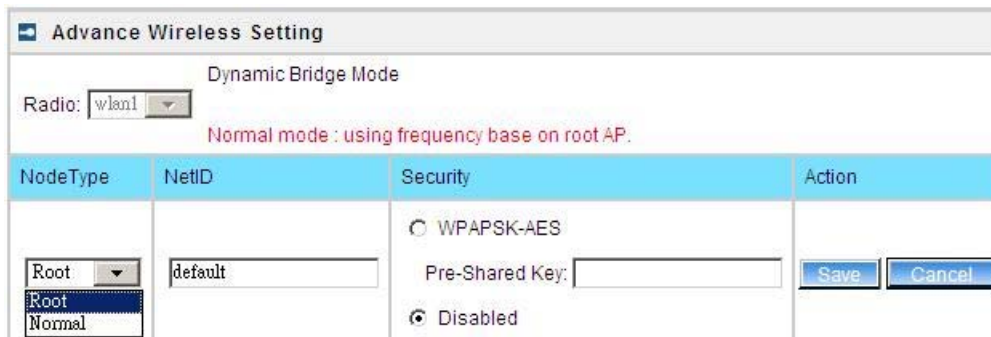 Advance Wireless Setting
Dynamic Bridge Mode
Radio: wlan1
Normal mode : using frequency base on root AP.
NodeType NetID Security Action
WPAPSK-AES
Root default Pre-Shared Key: Save Cancel
Root
Normal Disabled